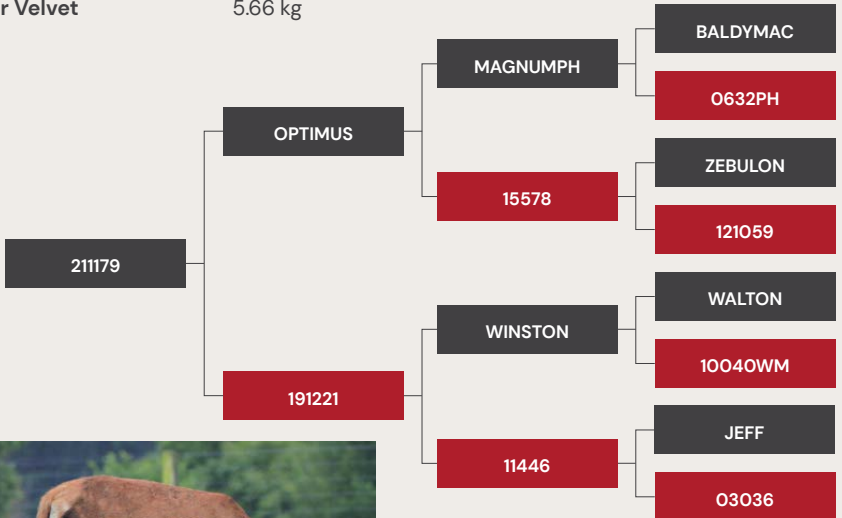 r Velvet 5.66 kg
BALDYMAC
MAGNUMPH
0632PH
OPTIMUS
ZEBULON
15578
121059
211179
WALTON
WINSTON
10040WM
191221
JEFF
11446
03036